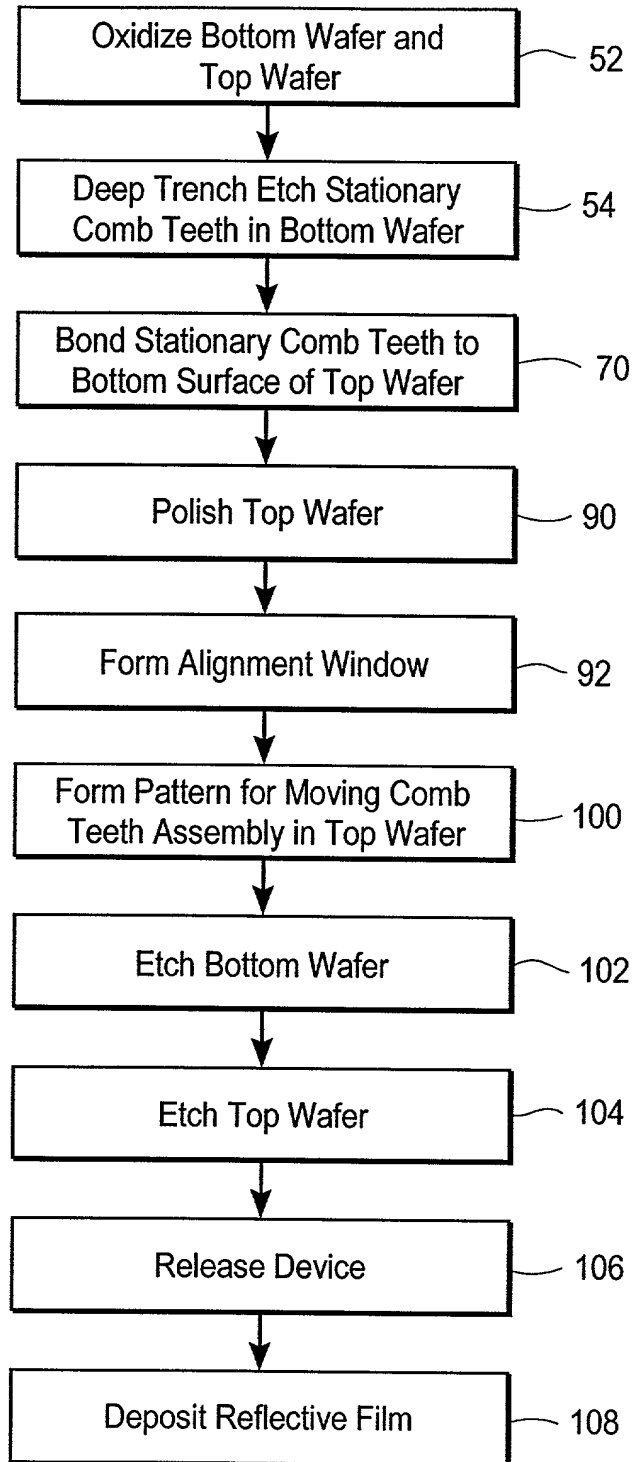 Oxidize Bottom Wafer and
Top Wafer
52
Deep Trench Etch Stationary
Comb Teeth in Bottom Wafer
54
Bond Stationary Comb Teeth to
Bottom Surface of Top Wafer
70
Polish Top Wafer
90
Form Alignment Window
92
Form Pattern for Moving Comb
Teeth Assembly in Top Wafer
100
Etch Bottom Wafer
102
Etch Top Wafer
104
Release Device
106
Deposit Reflective Film
108